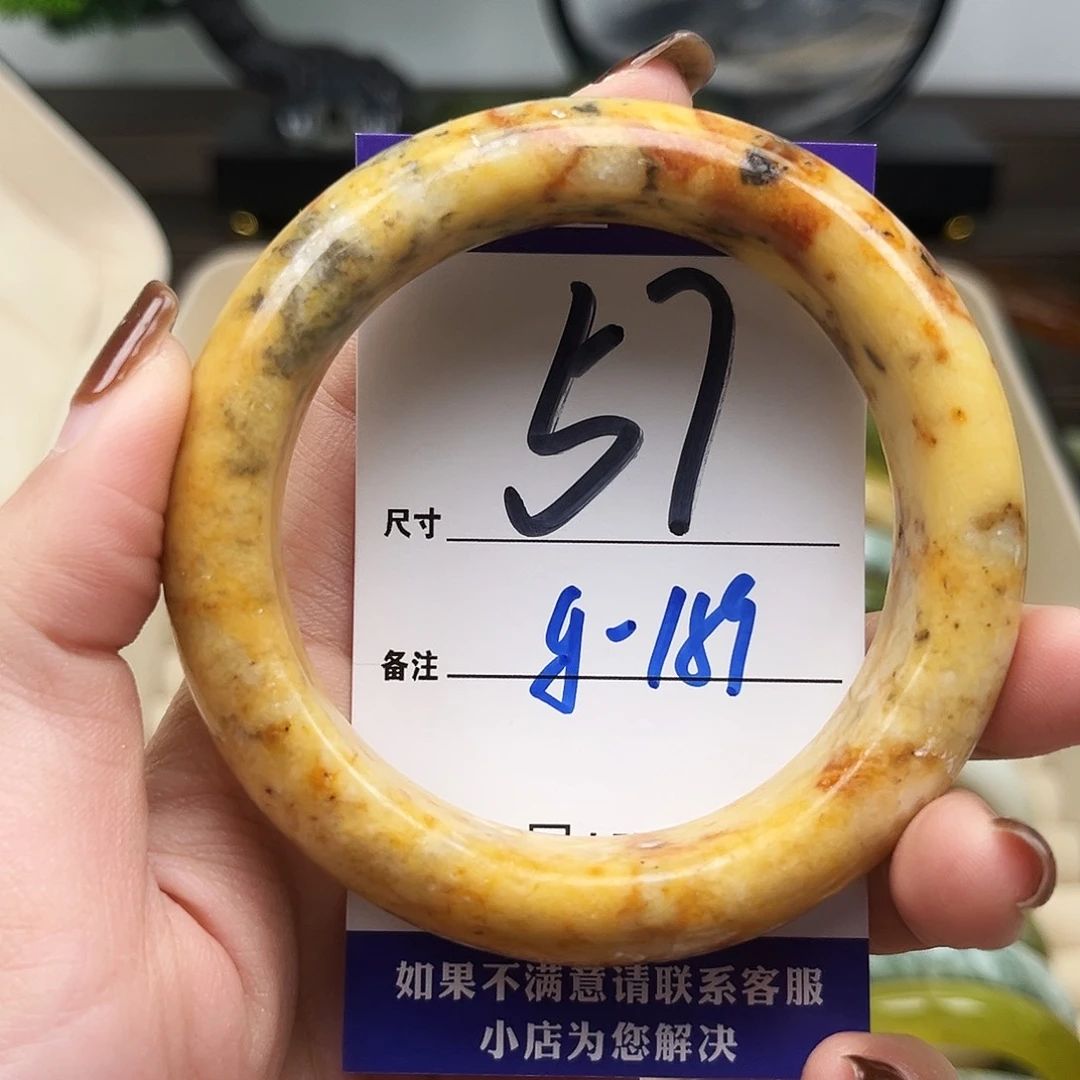 57
尺寸
g-189
备注
如果不满意请联系客服
小店为您解决